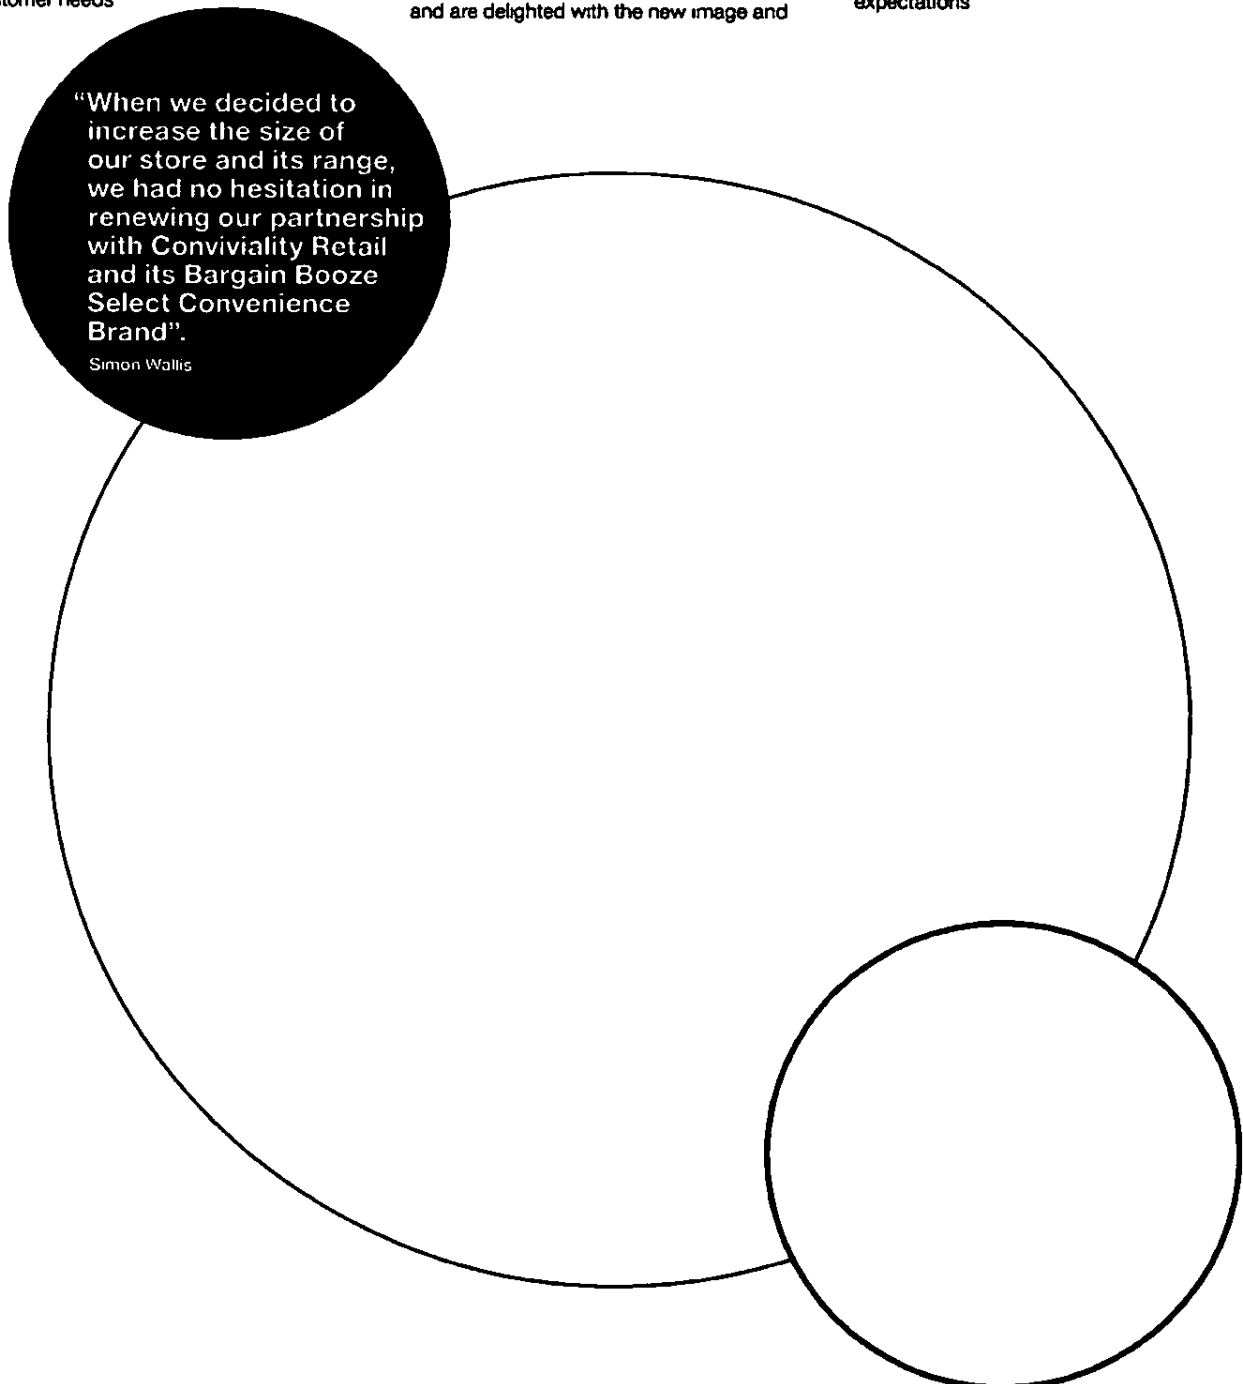 needs
and are delighted with the new image and
expectations
“When we decided to
increase the size of
our store and its range,
we had no hesitation in
renewing our partnership
with Conviviality Retail
and its Bargain Booze
Select Convenience
Brand”.
Simon Wallis